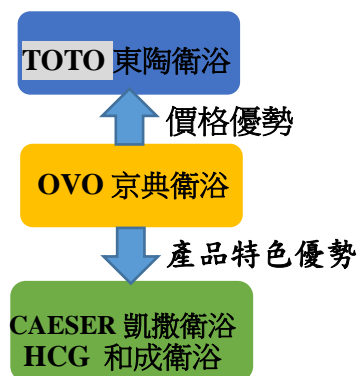 TOTO 東陶衛浴
價格優勢
OVO 京典衛浴
產品特色優勢
CAESER 凱撒衛浴
HCG 和成衛浴